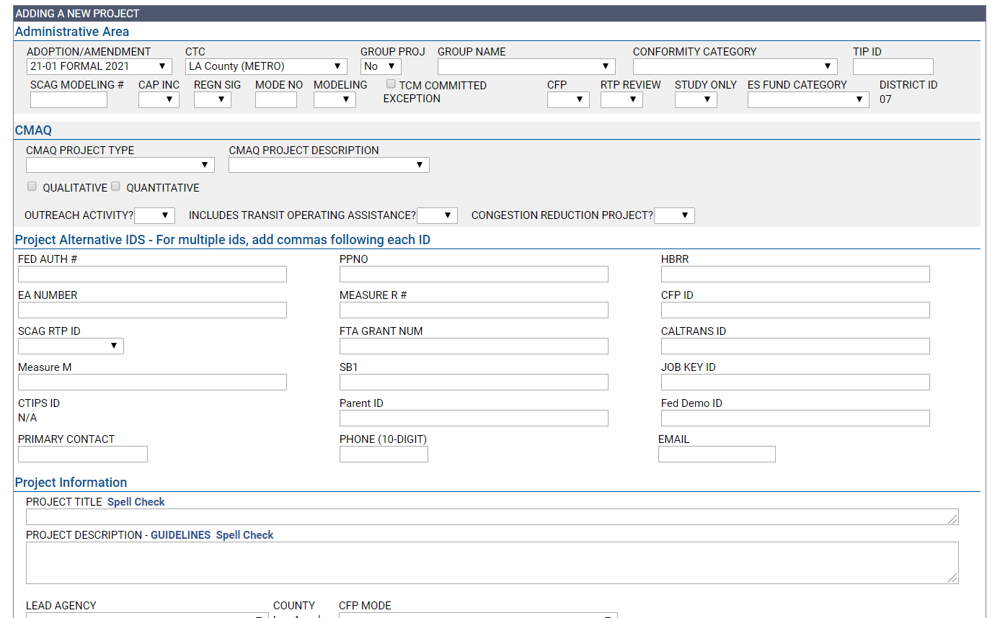 ADDING A NEW PROJECT
Administrative Area
ADOPTION/AMENDMENT CTC GROUP PROJ GROUP NAME CONFORMITY CATEGORY TIP ID
21-01 FORMAL 2021 LA County (METRO) No
SCAG MODELING # CAP INC REGN SIG MODE NO MODELING TCM COMMITTED EXCEPTION CFP RTP REVIEW STUDY ONLY ES FUND CATEGORY DISTRICT ID
07
CMAQ
CMAQ PROJECT TYPE CMAQ PROJECT DESCRIPTION
QUALITATIVE QUANTITATIVE
OUTREACH ACTIVITY? INCLUDES TRANSIT OPERATING ASSISTANCE? CONGESTION REDUCTION PROJECT?
Project Alternative IDS - For multiple ids, add commas following each ID
FED AUTH # PPNO HBRR
EA NUMBER MEASURE R # CFP ID
SCAG RTP ID FTA GRANT NUM CALTRANS ID
Measure M SB1 JOB KEY ID
CTIPS ID Parent ID Fed Demo ID
N/A
PRIMARY CONTACT PHONE (10-DIGIT) EMAIL
Project Information
PROJECT TITLE Spell Check
PROJECT DESCRIPTION - GUIDELINES Spell Check
LEAD AGENCY COUNTY CFP MODE